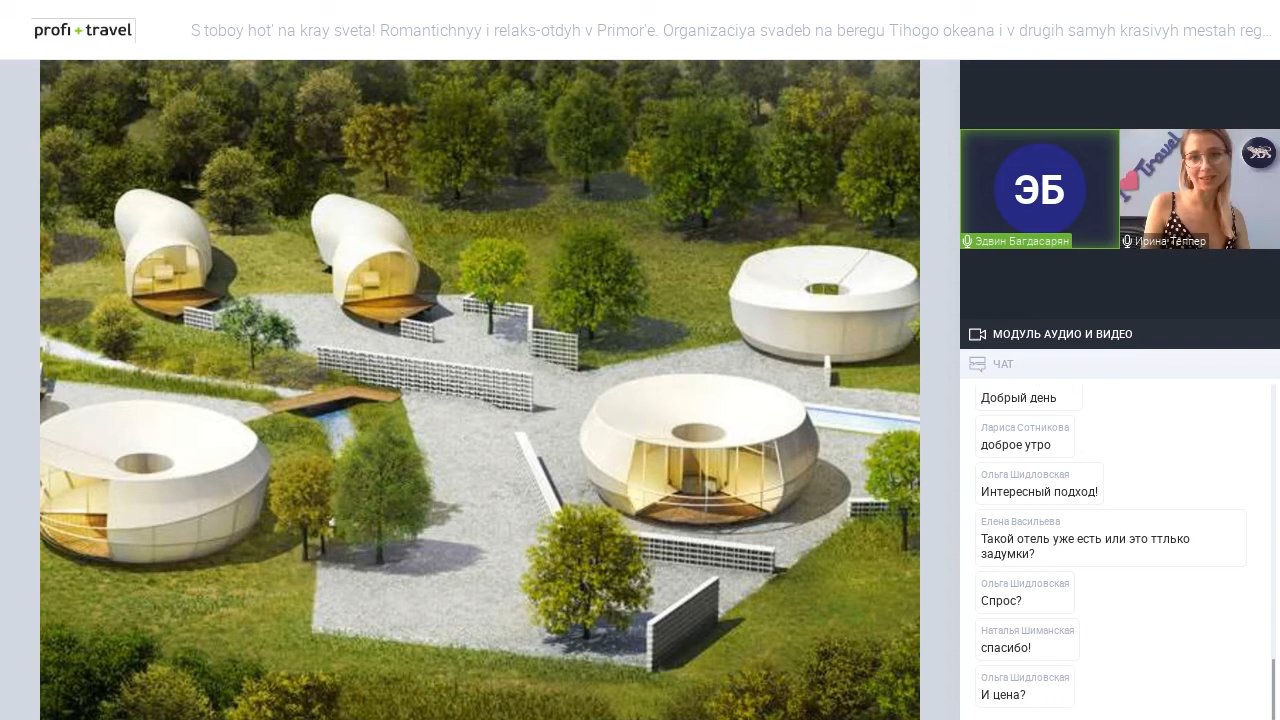 profi + travel
S toboy hot' na kray sveta! Romantichnyy i relaks-otdyh v Primor'e. Organizaciya svadeb na beregu Tihogo okeana i v drugih samyh krasivyh mestah reg...
I Travel
ЭБ
Эдвин Багдасарян
Ирина Теппер
МОДУЛЬ АУДИО И ВИДЕО
ЧАТ
Добрый день
Лариса Сотникова
доброе утро
Ольга Шидловская
Интересный подход!
Елена Васильева
Такой отель уже есть или это ттлько
задумки?
Ольга Шидловская
Спрос?
Наталья Шиманская
спасибо!
Ольга Шидловская
И цена?